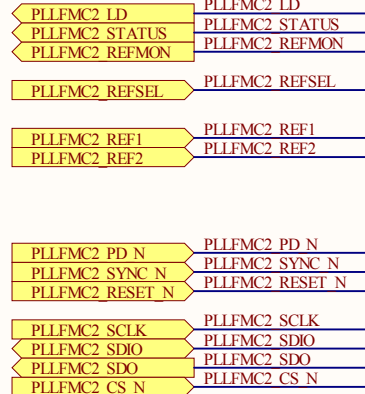 PLLFMC2_LD PLLFMC2_LD
PLLFMC2_STATUS PLLFMC2_STATUS
PLLFMC2_REFMON PLLFMC2_REFMON
PLLFMC2_REFSEL PLLFMC2_REFSEL
PLLFMC2_REF1 PLLFMC2_REF1
PLLFMC2_REF2 PLLFMC2_REF2
PLLFMC2_PD_N PLLFMC2_PD_N
PLLFMC2_SYNC_N PLLFMC2_SYNC_N
PLLFMC2_RESET_N PLLFMC2_RESET_N
PLLFMC2_SCLK PLLFMC2_SCLK
PLLFMC2_SDIO PLLFMC2_SDIO
PLLFMC2_SDO PLLFMC2_SDO
PLLFMC2_CS_N PLLFMC2_CS_N